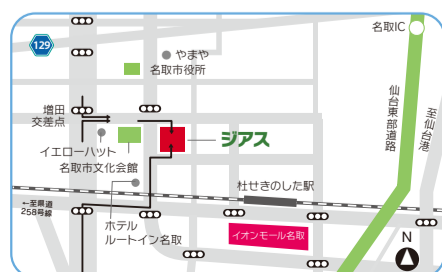 129
名取IC
やまや
名取市役所
仙台東部道路
至仙台港
増田
交差点
ジアス
イエローハット
名取市文化会館
杜せきのした駅
←至県道
258号線
ホテル
ルートイン名取
イオンモール名取
N